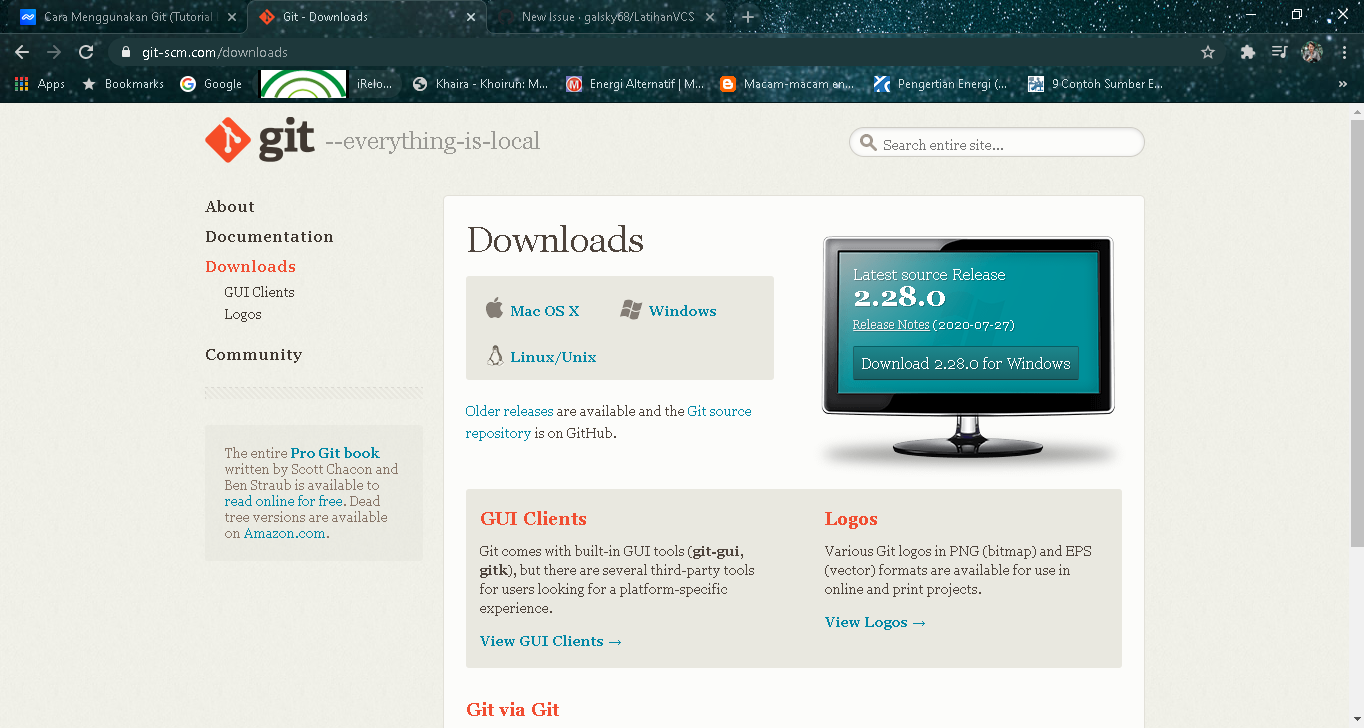 Cara Menggunakan Git (Tutorial
Git - Downloads
New Issue · galsky68/LatihanVCS
git-scm.com/downloads
Apps
Bookmarks
Google
iRelo...
Khaira - Khoirun: M...
Energi Alternatif | M...
Macam-macam en...
Pengertian Energi (...
9 Contoh Sumber E...
»
git --everything-is-local
Search entire site...
About
Documentation
Downloads
GUI Clients
Logos
Community
The entire Pro Git book
written by Scott Chacon and
Ben Straub is available to
read online for free. Dead
tree versions are available
on Amazon.com.
Downloads
Mac OS X
Windows
Linux/Unix
Older releases are available and the Git source
repository is on GitHub.
Latest source Release
2.28.0
Release Notes (2020-07-27)
Download 2.28.0 for Windows
GUI Clients
Git comes with built-in GUI tools (git-gui,
gitk), but there are several third-party tools
for users looking for a platform-specific
experience.
View GUI Clients →
Logos
Various Git logos in PNG (bitmap) and EPS
(vector) formats are available for use in
online and print projects.
View Logos →
Git via Git